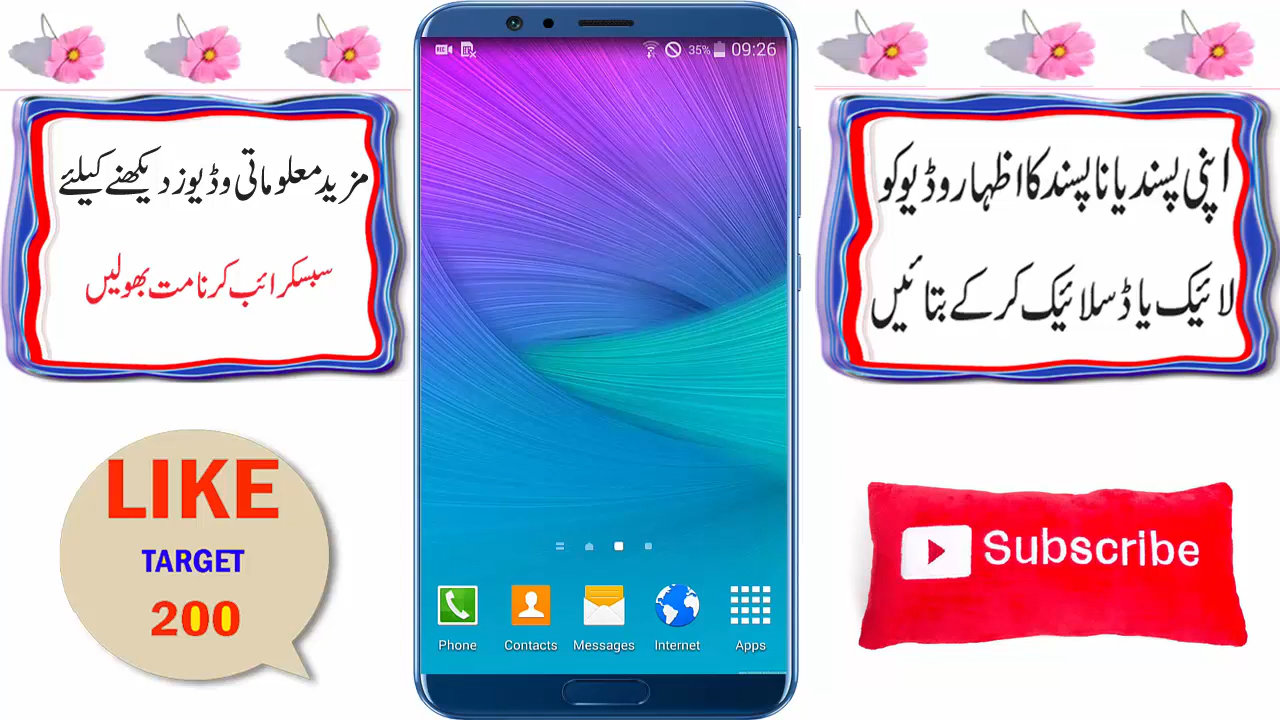 مزید معلوماتی وڈیوز دیکھنے کیلئے
سبسکرائب کرنا مت بھولیں
LIKE
TARGET
200
35% 09:26
Phone Contacts Messages Internet Apps
اپنی پسند یا ناپسند کا اظہار وڈیو کو
لائیک یا ڈسلائیک کر کے بتائیں
Subscribe